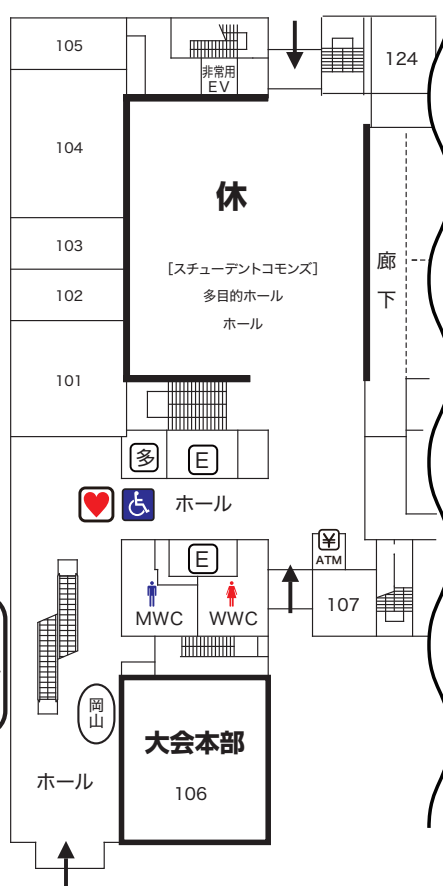 105
非常用
EV
124
104
休
103
[スチューデントコモンズ]
廊下
102
多目的ホール
ホール
101
多
E
ホール
E
¥
ATM
MWC
WWC
107
岡山
大会本部
ホール
106